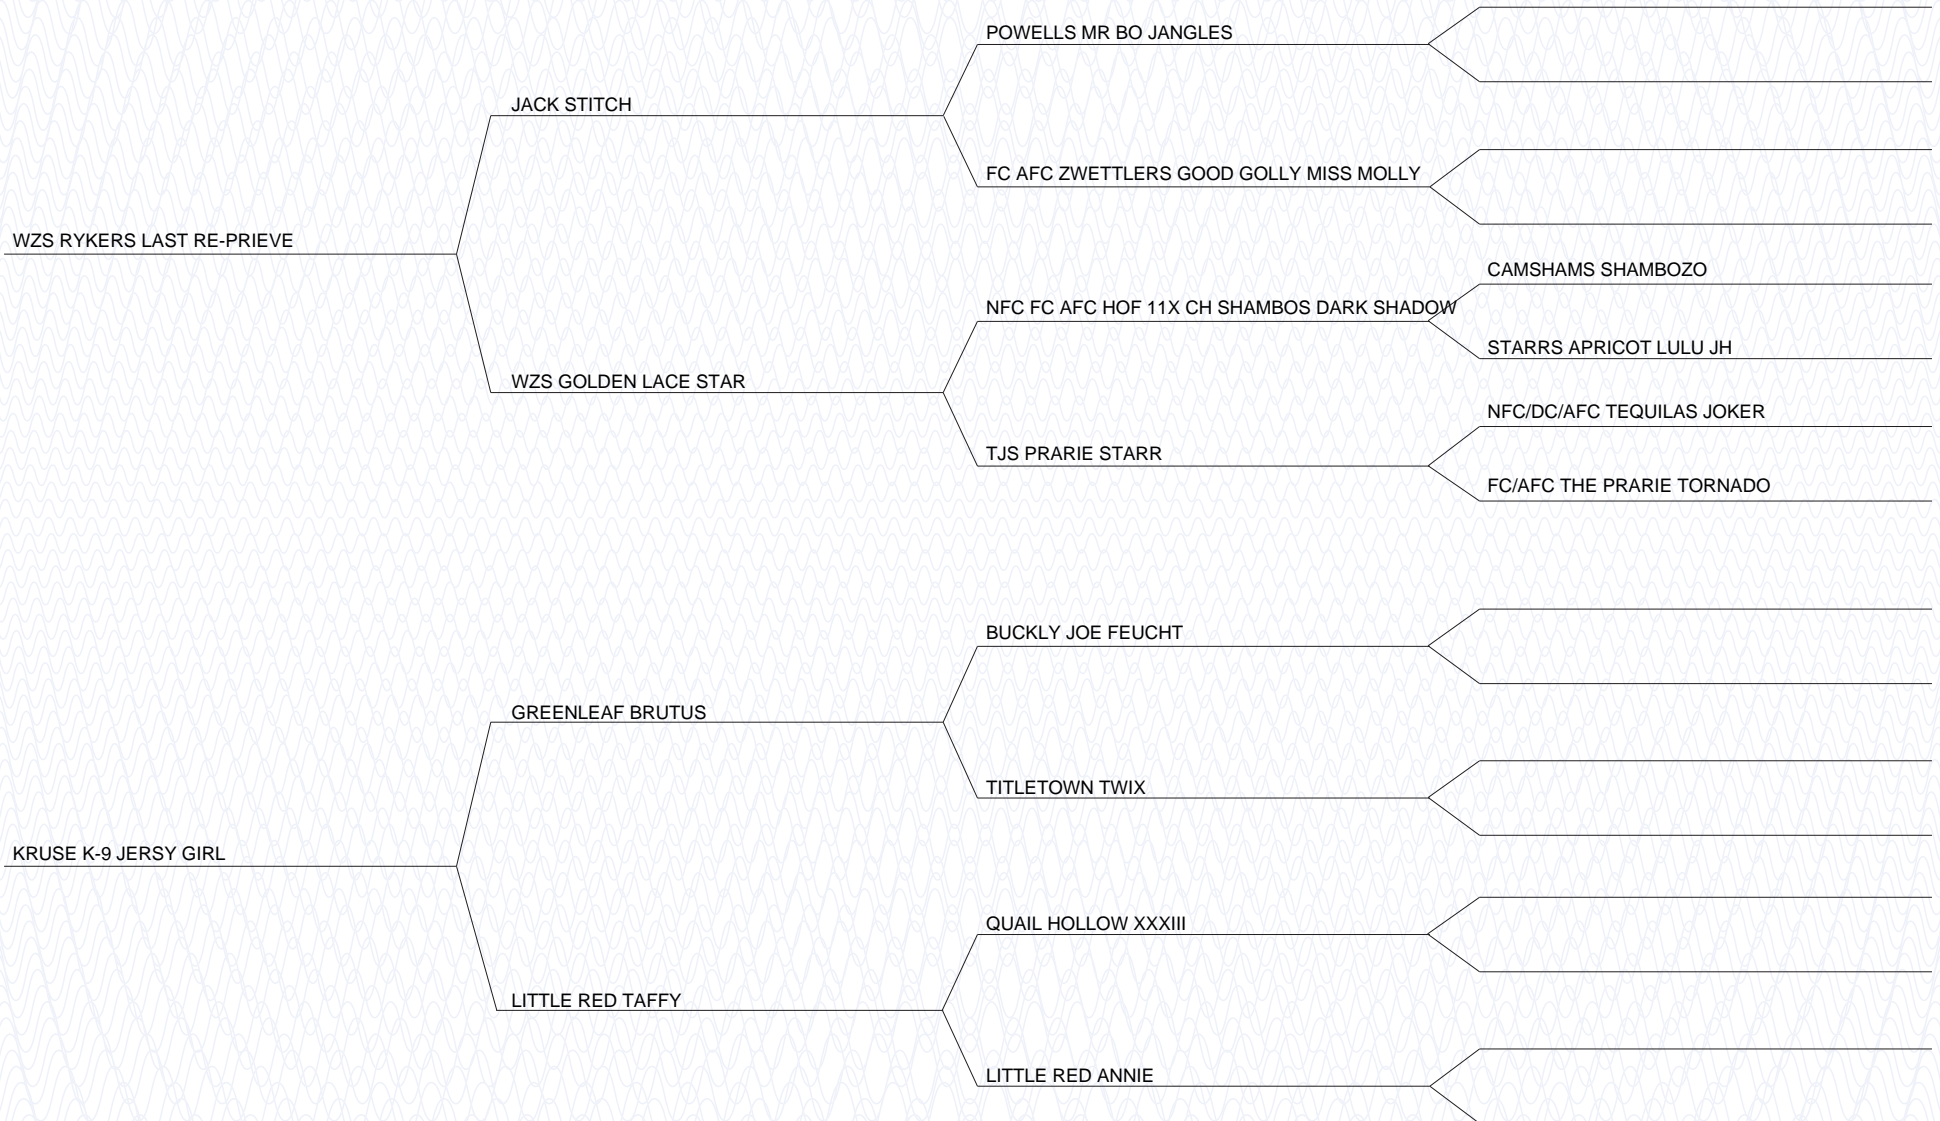 POWELLS MR BO JANGLES
JACK STITCH
FC AFC ZWETTLERS GOOD GOLLY MISS MOLLY
WZS RYKERS LAST RE-PRIEVE
CAMSHAMS SHAMBOZO
NFC FC AFC HOF 11X CH SHAMBOS DARK SHADOW
STARRS APRICOT LULU JH
WZS GOLDEN LACE STAR
NFC/DC/AFC TEQUILAS JOKER
TJS PRARIE STARR
FC/AFC THE PRARIE TORNADO
BUCKLY JOE FEUCHT
GREENLEAF BRUTUS
TITLETOWN TWIX
KRUSE K-9 JERSY GIRL
QUAIL HOLLOW XXXIII
LITTLE RED TAFFY
LITTLE RED ANNIE